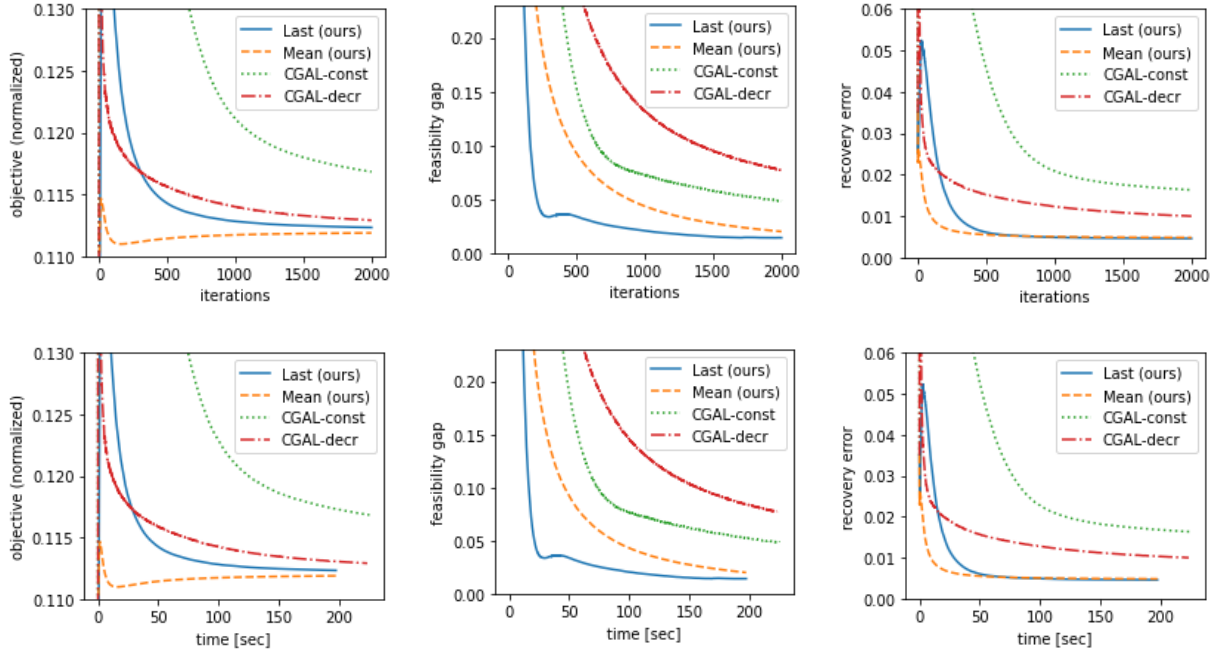 objective (normalized)
0.130
0.125
0.120
0.115
0.110
Last (ours)
Mean (ours)
CGAL-const
CGAL-decr
0
500
1000
1500
2000
iterations
feasibilty gap
0.20
0.15
0.10
0.05
0.00
Last (ours)
Mean (ours)
CGAL-const
CGAL-decr
0
500
1000
1500
2000
iterations
recovery error
0.06
0.05
0.04
0.03
0.02
0.01
0.00
Last (ours)
Mean (ours)
CGAL-const
CGAL-decr
0
500
1000
1500
2000
iterations
objective (normalized)
0.130
0.125
0.120
0.115
0.110
Last (ours)
Mean (ours)
CGAL-const
CGAL-decr
0
50
100
150
200
time [sec]
feasibility gap
0.20
0.15
0.10
0.05
0.00
Last (ours)
Mean (ours)
CGAL-const
CGAL-decr
0
50
100
150
200
time [sec]
recovery error
0.06
0.05
0.04
0.03
0.02
0.01
0.00
Last (ours)
Mean (ours)
CGAL-const
CGAL-decr
0
50
100
150
200
time [sec]